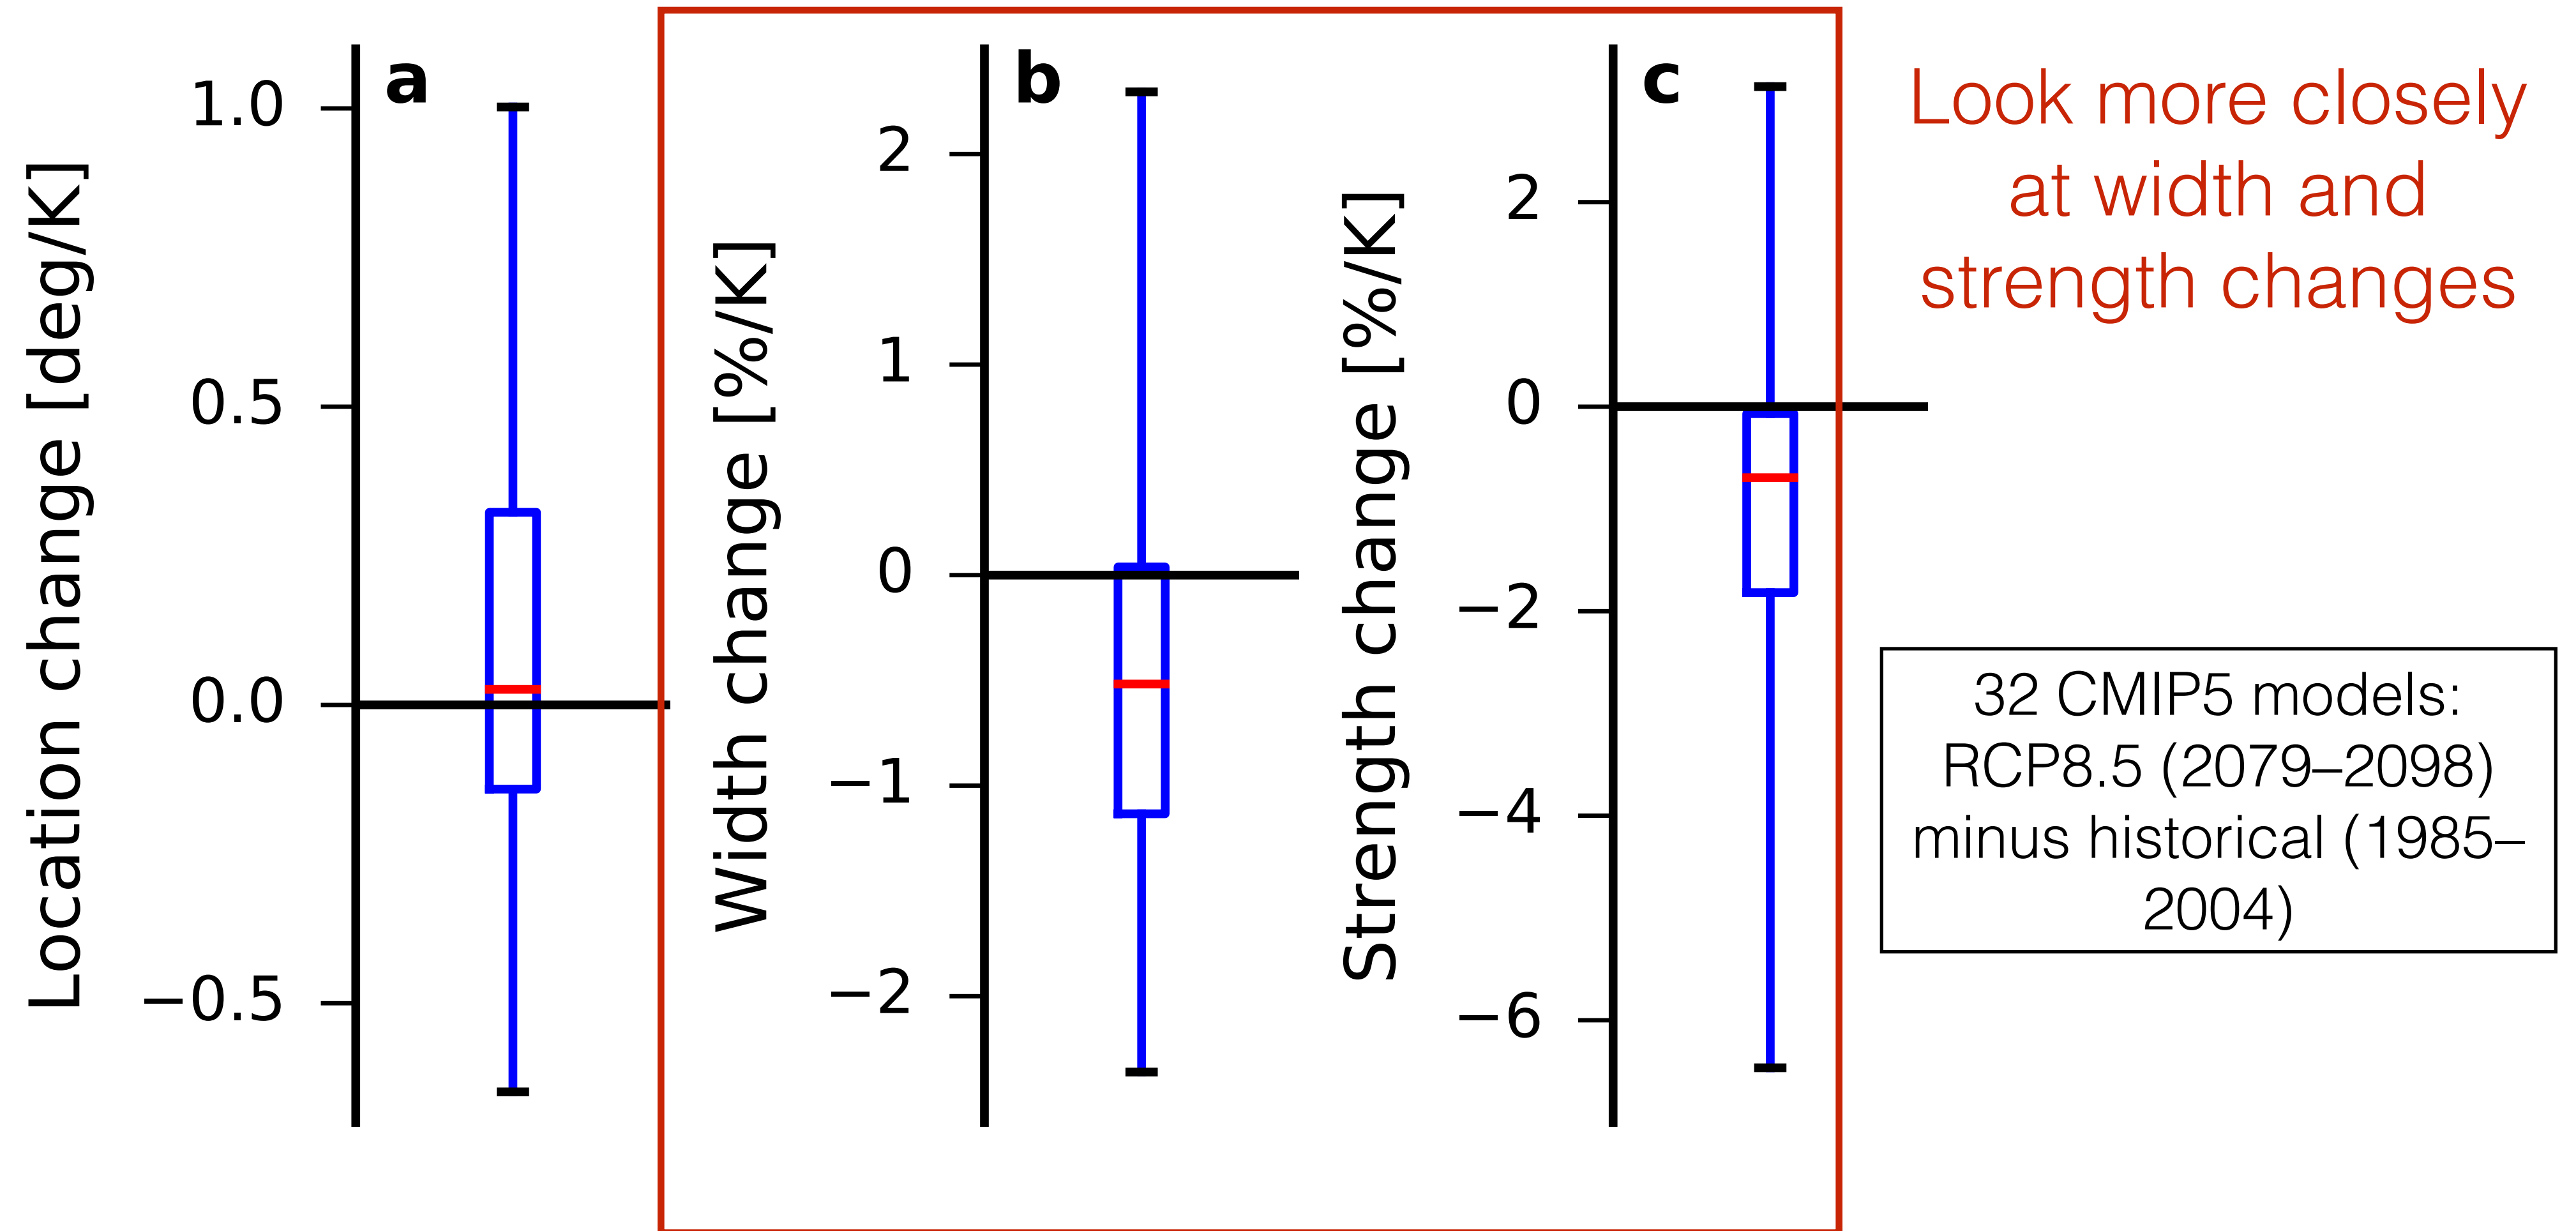 Location change [deg/K]
a
1.0
0.5
0.0
−0.5
Width change [%/K]
b
2
1
0
−1
−2
Strength change [%/K]
c
2
0
−2
−4
−6
Look more closely
at width and
strength changes
32 CMIP5 models:
RCP8.5 (2079–2098)
minus historical (1985–
2004)